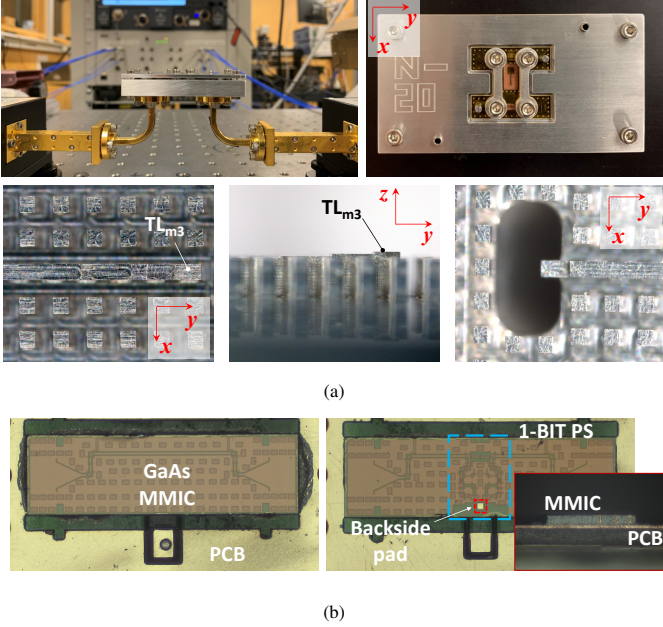 y
x
N-
20
TLm3
y
x
TLm3
z
y
y
x
(a)
GaAs
MMIC
PCB
1-BIT PS
Backside
pad
MMIC
PCB
(b)